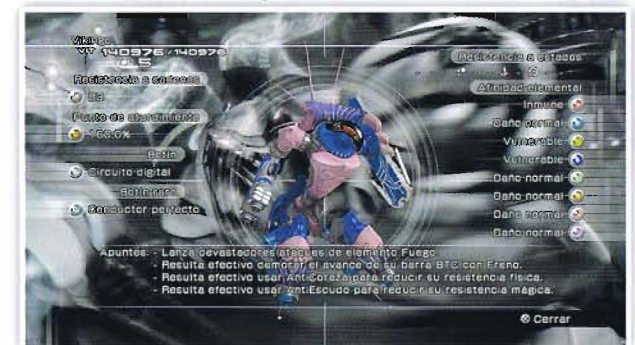 Vikingo
VIT 140976/140976
Resistencia a cadenas
Punto de aturdimiento
Botín
Circuito digital
Botín raro
Conductor perfecto
Resistencia a estados
Afinidad elemental
Inmune
Daño normal
Vulnerable
Vulnerable
Daño normal
Daño normal
Daño normal
Daño normal
Apuntes: - Lanza devastadores ataques de elemento Fuego.
- Resulta efectivo demorar el avance de su barra BTC con Freno.
- Resulta efectivo usar AntiCoraza para reducir su resistencia física.
- Resulta efectivo usar AntiEscudo para reducir su resistencia mágica.
Cerrar